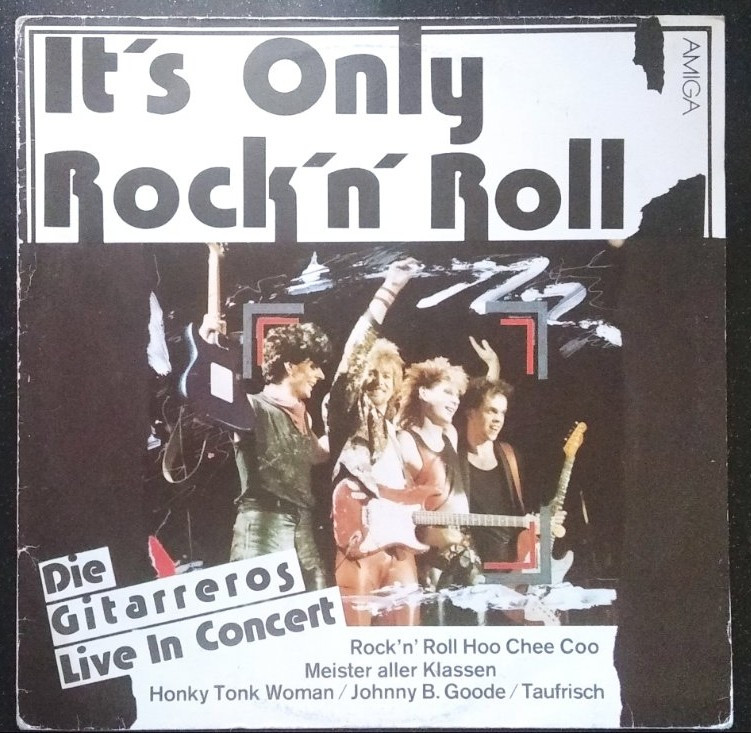 It´s Only
Rock´n´ Roll
AMIGA
Die
Gitarreros
Live In Concert
Rock'n' Roll Hoo Chee Coo
Meister aller Klassen
Honky Tonk Woman / Johnny B. Goode / Taufrisch